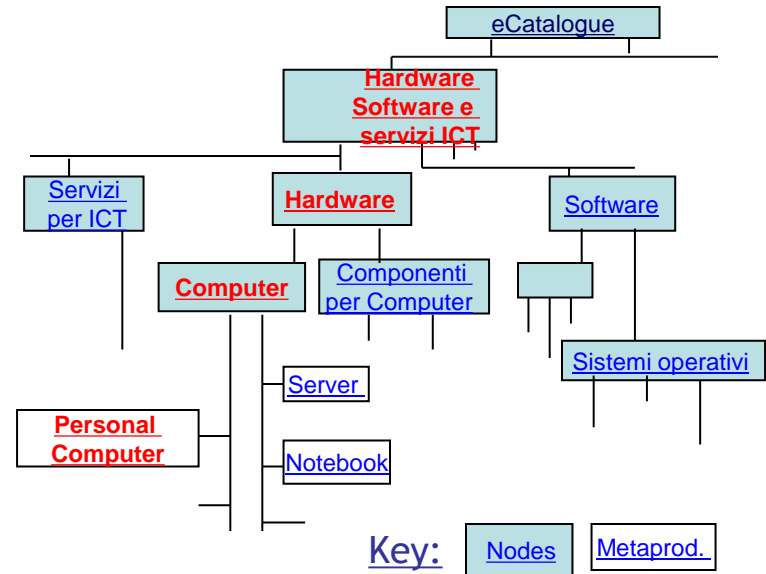 eCatalogue
Hardware
Software e
servizi ICT
Servizi
per ICT
Hardware
Software
Computer
Componenti
per Computer
Sistemi operativi
Server
Personal
Computer
Notebook
Key:
Nodes
Metaprod.